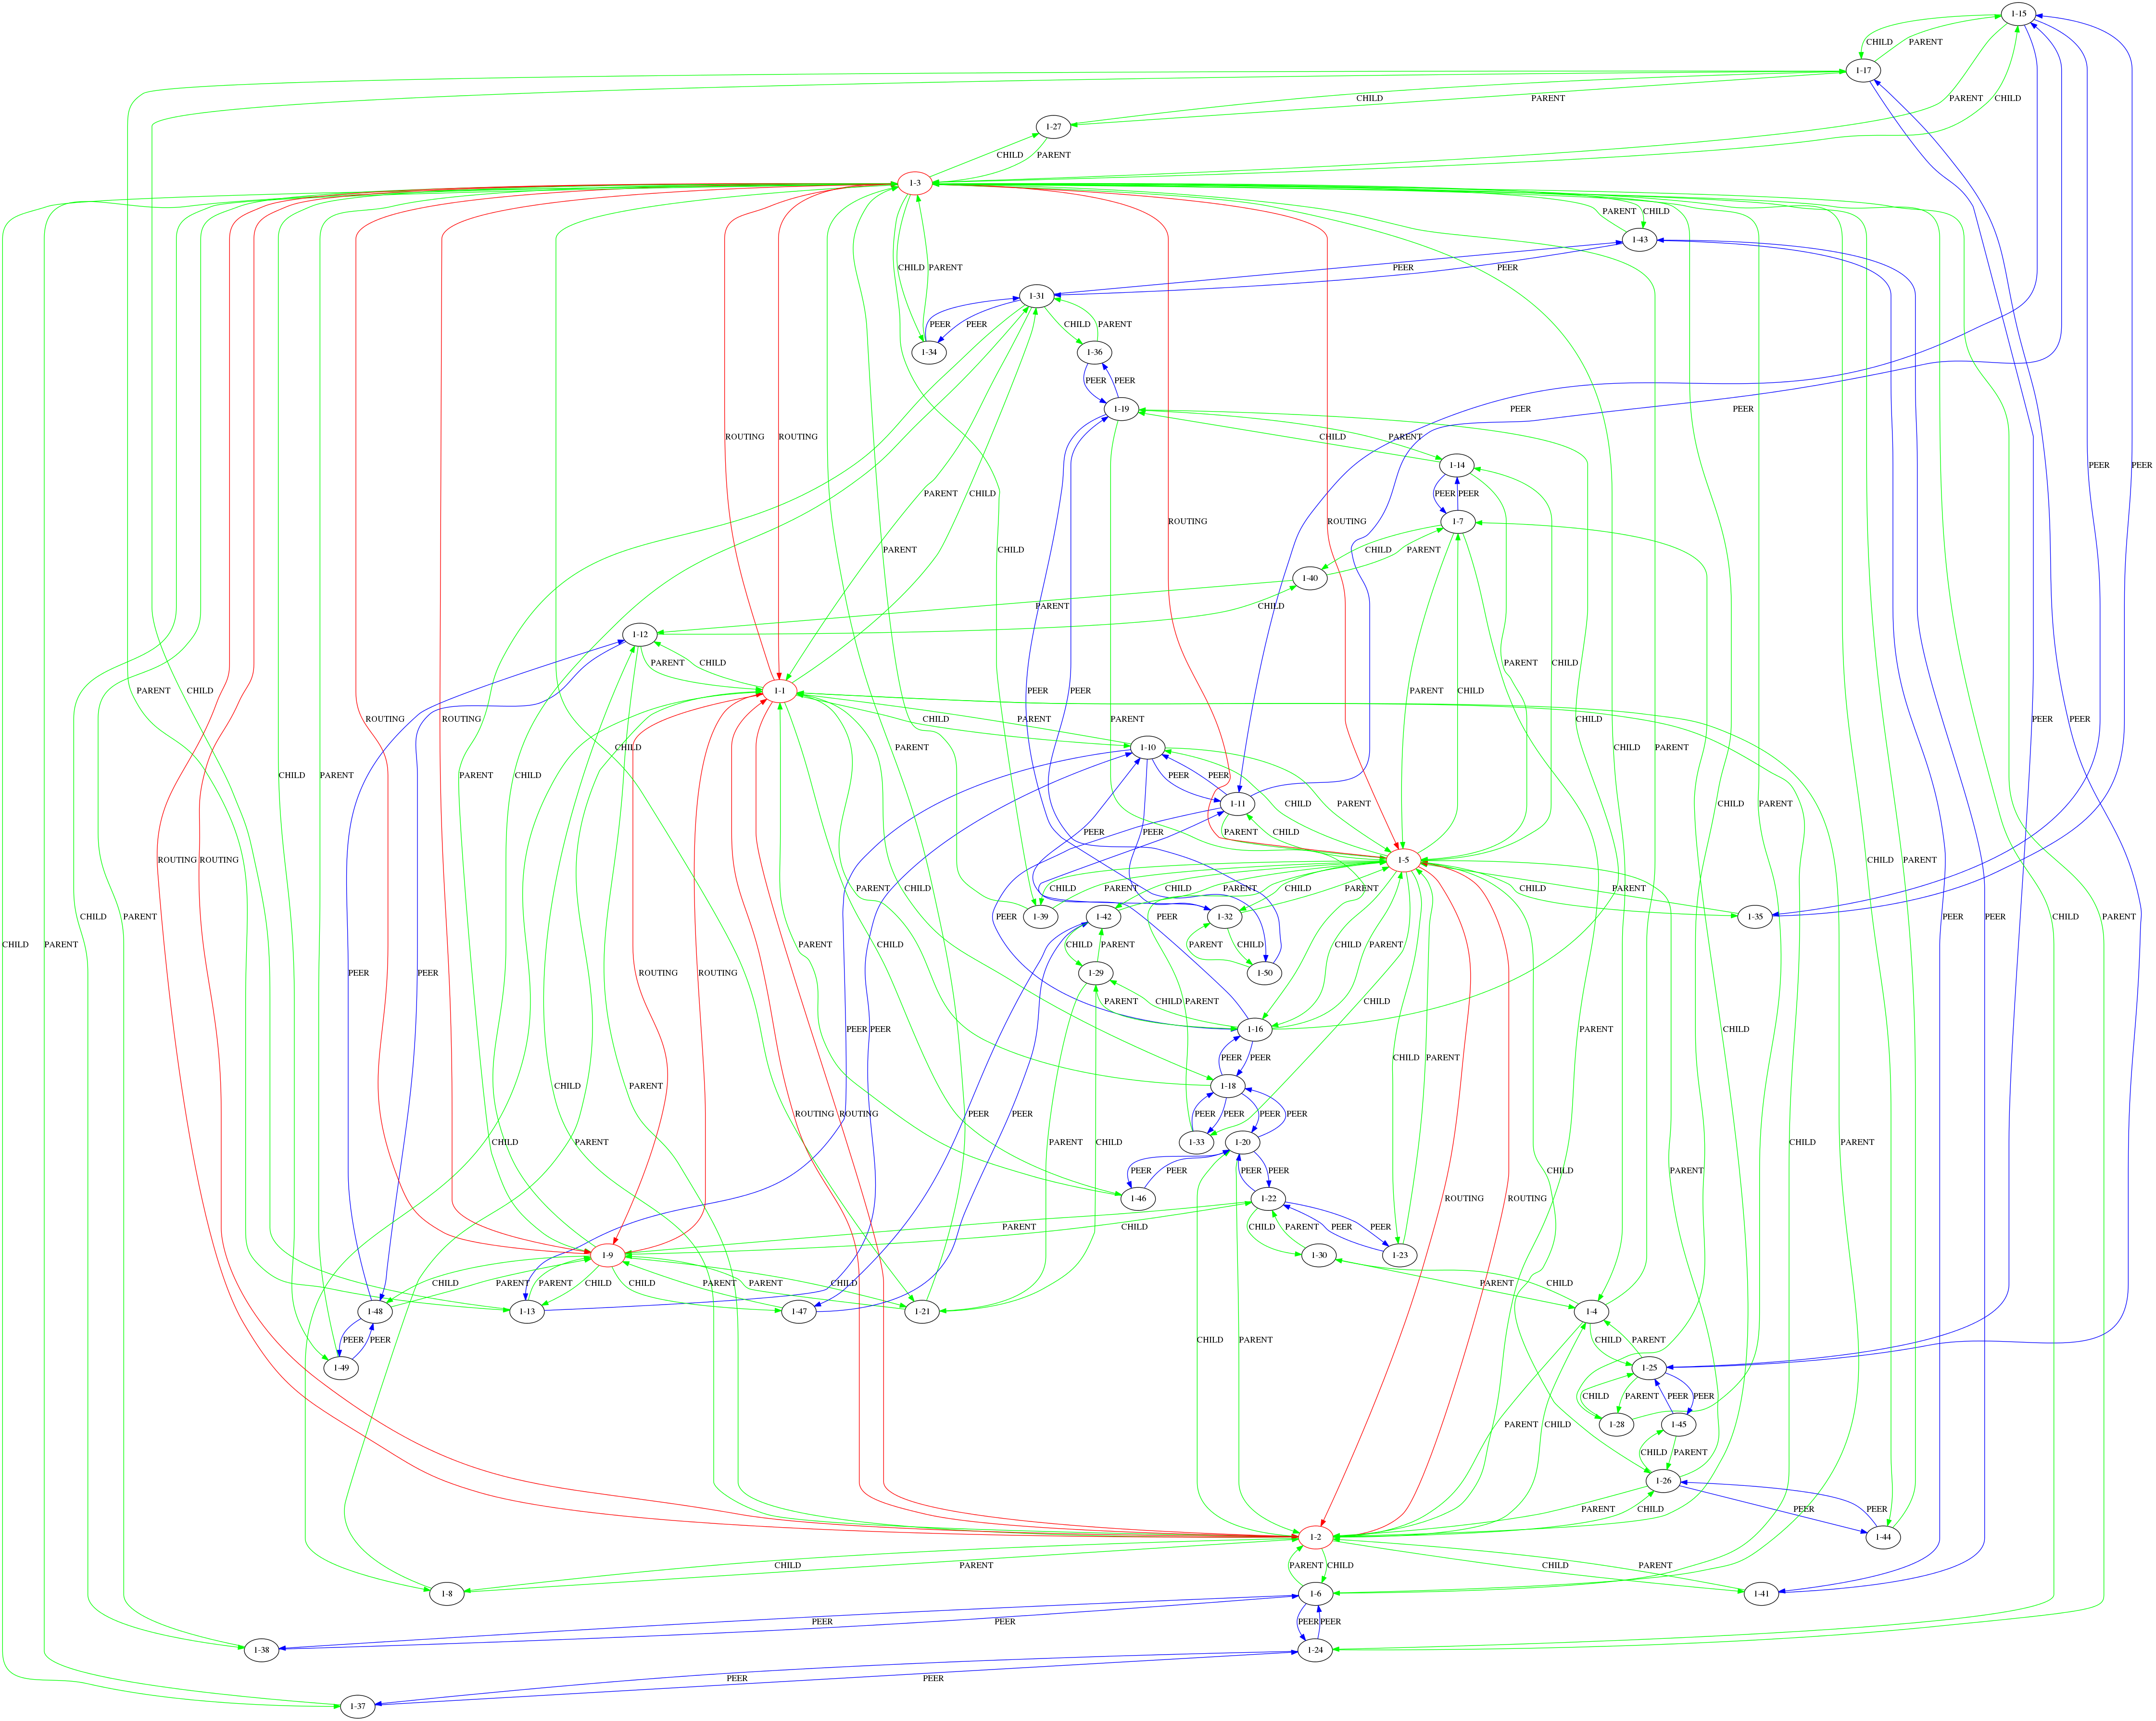 1-15
CHILD PARENT
1-17
CHILD
PARENT PARENT CHILD
1-27
CHILD PARENT
1-3
PARENT CHILD
1-43
PEER PEER
CHILD PARENT
1-31
PEER PEER CHILD PARENT
1-34 1-36
PEER PEER
1-19 PEER PEER
ROUTING ROUTING PARENT CHILD
1-14
PEER PEER PEER
PARENT CHILD PEER PEER
1-7
ROUTING ROUTING
PARENT CHILD CHILD
1-40 PARENT
PARENT CHILD
1-12
PARENT CHILD PARENT
1-1
PARENT CHILD PEER PEER PARENT PARENT CHILD
ROUTING ROUTING CHILD CHILD PARENT PARENT CHILD CHILD PARENT PEER PEER
1-10
CHILD PARENT PEER PEER CHILD PARENT
1-11
PEER PEER PARENT CHILD
ROUTING ROUTING PARENT 1-5 CHILD PARENT
CHILD PARENT CHILD PARENT CHILD PARENT CHILD PARENT
1-39 1-42 1-32 1-35
CHILD PARENT CHILD PARENT PARENT CHILD
CHILD PARENT PEER PEER ROUTING ROUTING 1-29 1-50
PARENT CHILD PARENT CHILD
PEER PEER PEER 1-16
PEER PEER CHILD PARENT CHILD
1-18
CHILD PARENT ROUTING ROUTING PEER PEER PARENT PEER PEER PEER PEER
1-33 1-20
CHILD PARENT PARENT CHILD CHILD PARENT CHILD PARENT
PEER PEER PEER PEER
1-46 1-22
ROUTING ROUTING
CHILD PARENT PARENT PEER PEER PEER PEER
1-9 CHILD 1-30 1-23
CHILD PARENT PARENT CHILD CHILD PARENT PARENT CHILD PARENT CHILD
1-48 1-13 1-47 1-21 1-4
PEER PEER CHILD PARENT CHILD PARENT
1-49 1-25
CHILD PARENT PEER PEER
1-28 1-45
PARENT CHILD CHILD PARENT
1-26
PARENT CHILD PEER PEER
1-2 1-44
CHILD PARENT PARENT CHILD CHILD PARENT
1-8 1-6 1-41
PEER PEER PEER PEER
1-38 1-24
PEER PEER
1-37